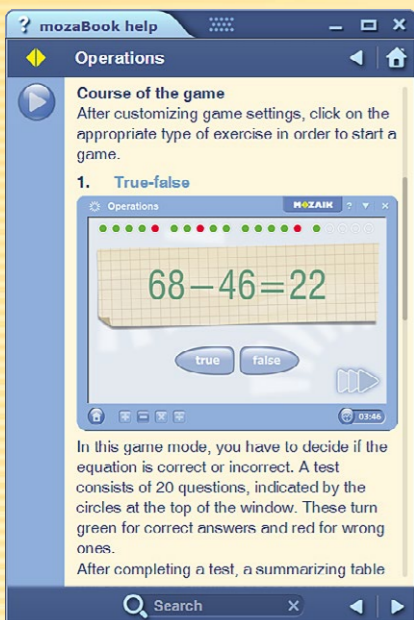 ? mozaBook help
Operations
Course of the game
After customizing game settings, click on the
appropriate type of exercise in order to start a
game.
1. True-false
Operations MOZAIK ?
68–46=22
true false
03:46
In this game mode, you have to decide if the
equation is correct or incorrect. A test
consists of 20 questions, indicated by the
circles at the top of the window. These turn
green for correct answers and red for wrong
ones.
After completing a test, a summarizing table
Search